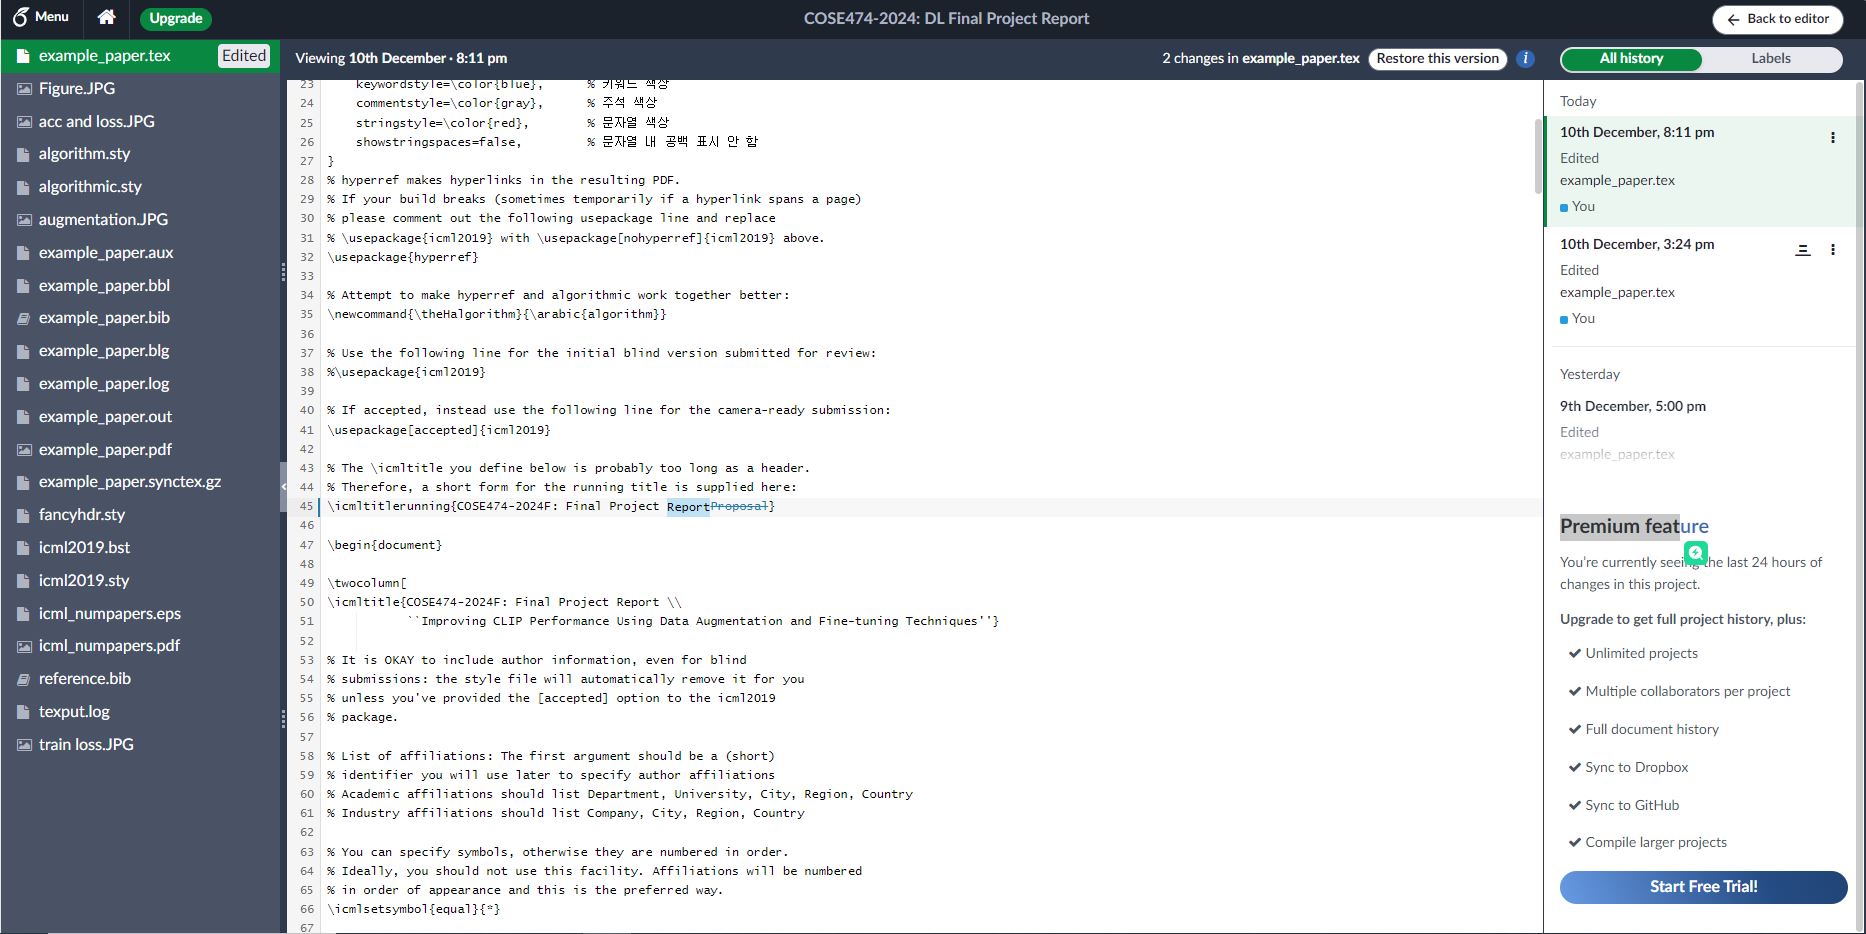 Menu
Upgrade
COSE474-2024: DL Final Project Report
Back to editor
example_paper.tex Edited
Figure.JPG
acc and loss.JPG
algorithm.sty
algorithmic.sty
augmentation.JPG
example_paper.aux
example_paper.bbl
example_paper.bib
example_paper.blg
example_paper.log
example_paper.out
example_paper.pdf
example_paper.synctex.gz
fancyhdr.sty
icml2019.bst
icml2019.sty
icml_numpapers.eps
icml_numpapers.pdf
reference.bib
texput.log
train loss.JPG
Viewing 10th December · 8:11 pm
2 changes in example_paper.tex Restore this version
23 keywordstyle=\color{blue}, % 키워드 색상
24 commentstyle=\color{gray}, % 주석 색상
25 stringstyle=\color{red}, % 문자열 색상
26 showstringspaces=false, % 문자열 내 공백 표시 안 함
27 }
28 % hyperref makes hyperlinks in the resulting PDF.
29 % If your build breaks (sometimes temporarily if a hyperlink spans a page)
30 % please comment out the following usepackage line and replace
31 % \usepackage{icml2019} with \usepackage[nohyperref]{icml2019} above.
32 \usepackage{hyperref}
33
34 % Attempt to make hyperref and algorithmic work together better:
35 \newcommand{\theHalgorithm}{\arabic{algorithm}}
36
37 % Use the following line for the initial blind version submitted for review:
38 %\usepackage{icml2019}
39
40 % If accepted, instead use the following line for the camera-ready submission:
41 \usepackage[accepted]{icml2019}
42
43 % The \icmltitle you define below is probably too long as a header.
44 % Therefore, a short form for the running title is supplied here:
45 \icmltitlerunning{COSE474-2024F: Final Project ReportProposal}
46
47 \begin{document}
48
49 \twocolumn[
50 \icmltitle{COSE474-2024F: Final Project Report \\
51 ``Improving CLIP Performance Using Data Augmentation and Fine-tuning Techniques''}
52
53 % It is OKAY to include author information, even for blind
54 % submissions: the style file will automatically remove it for you
55 % unless you've provided the [accepted] option to the icml2019
56 % package.
57
58 % List of affiliations: The first argument should be a (short)
59 % identifier you will use later to specify author affiliations
60 % Academic affiliations should list Department, University, City, Region, Country
61 % Industry affiliations should list Company, City, Region, Country
62
63 % You can specify symbols, otherwise they are numbered in order.
64 % Ideally, you should not use this facility. Affiliations will be numbered
65 % in order of appearance and this is the preferred way.
66 \icmlsetsymbol{equal}{*}
67
All history Labels
Today
10th December, 8:11 pm
Edited
example_paper.tex
You
10th December, 3:24 pm
Edited
example_paper.tex
You
Yesterday
9th December, 5:00 pm
Edited
example_paper.tex
Premium feature
You're currently seeing the last 24 hours of
changes in this project.
Upgrade to get full project history, plus:
Unlimited projects
Multiple collaborators per project
Full document history
Sync to Dropbox
Sync to GitHub
Compile larger projects
Start Free Trial!